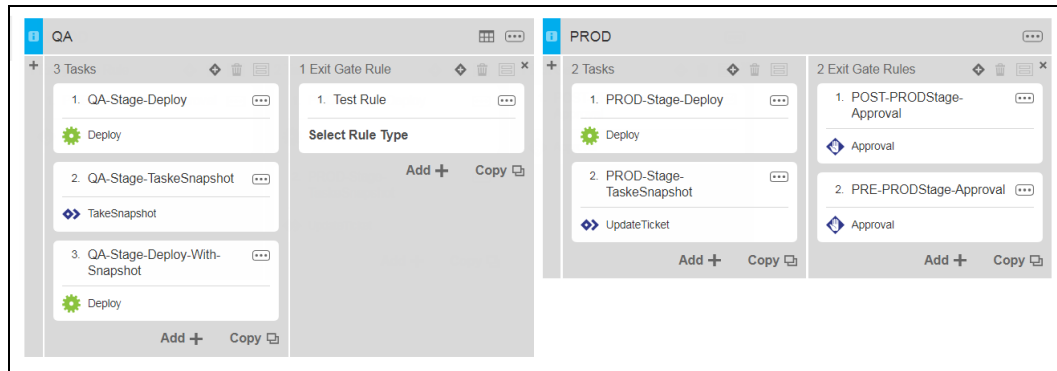 QA
3 Tasks
1. QA-Stage-Deploy
Deploy
2. QA-Stage-TaskeSnapshot
TakeSnapshot
3. QA-Stage-Deploy-With-
Snapshot
Deploy
Add
Copy
1 Exit Gate Rule
1. Test Rule
Select Rule Type
Add
Copy
PROD
2 Tasks
1. PROD-Stage-Deploy
Deploy
2. PROD-Stage-
TaskeSnapshot
UpdateTicket
Add
Copy
2 Exit Gate Rules
1. POST-PRODStage-
Approval
Approval
2. PRE-PRODStage-Approval
Approval
Add
Copy